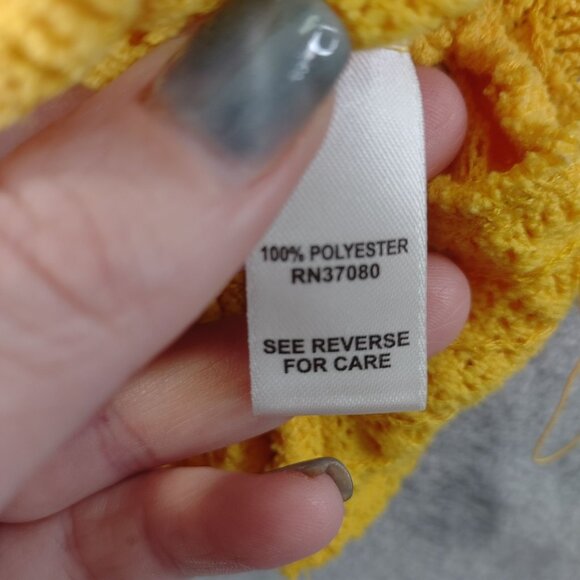 100% POLYESTER
RN37080
SEE REVERSE
FOR CARE